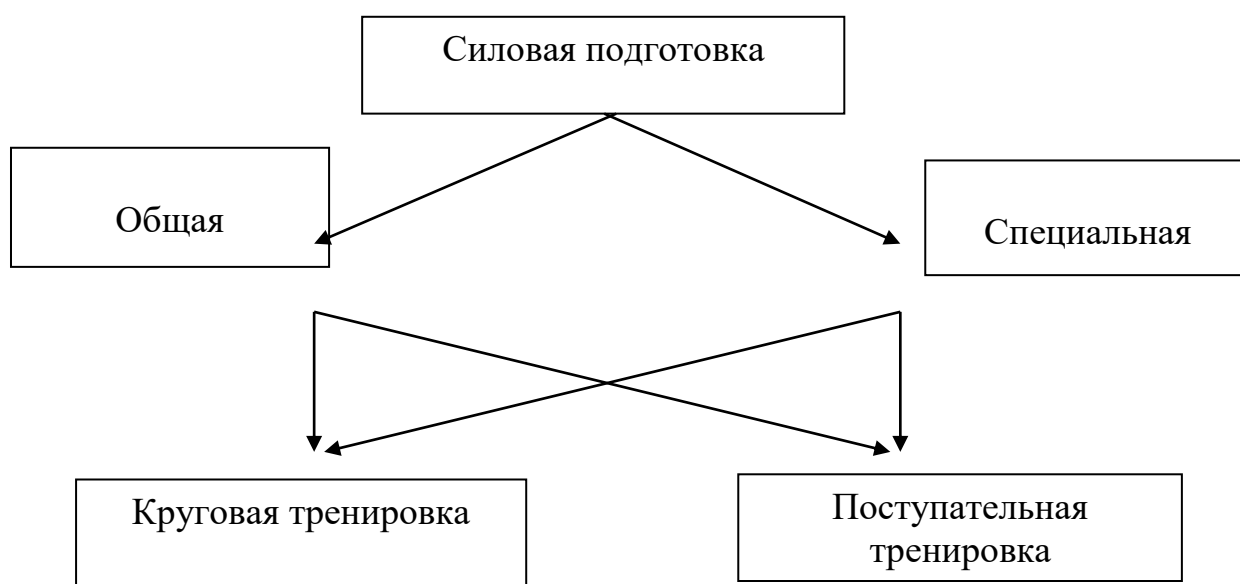 Силовая подготовка
Общая
Специальная
Круговая тренировка
Поступательная
тренировка